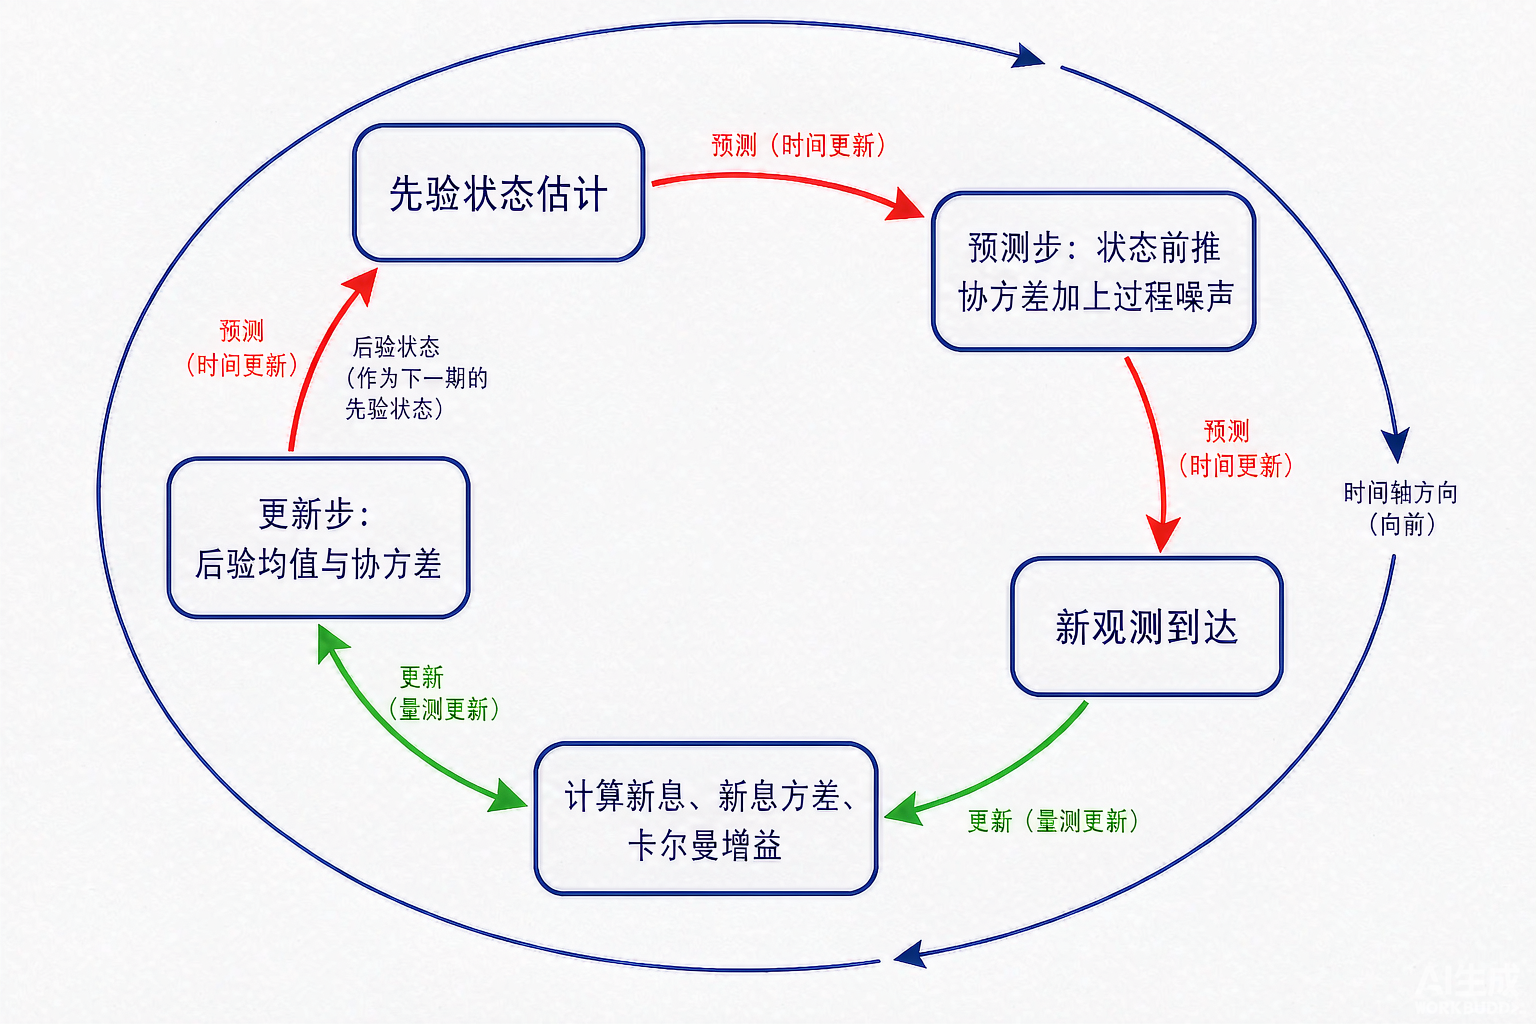 预测（时间更新）
先验状态估计
预测步：状态前推
协方差加上过程噪声
预测
（时间更新）
后验状态
（作为下一期的
先验状态）
预测
（时间更新）
时间轴方向
（向前）
更新步：
后验均值与协方差
新观测到达
更新
（量测更新）
计算新息、新息方差、
卡尔曼增益
更新（量测更新）
AI生成